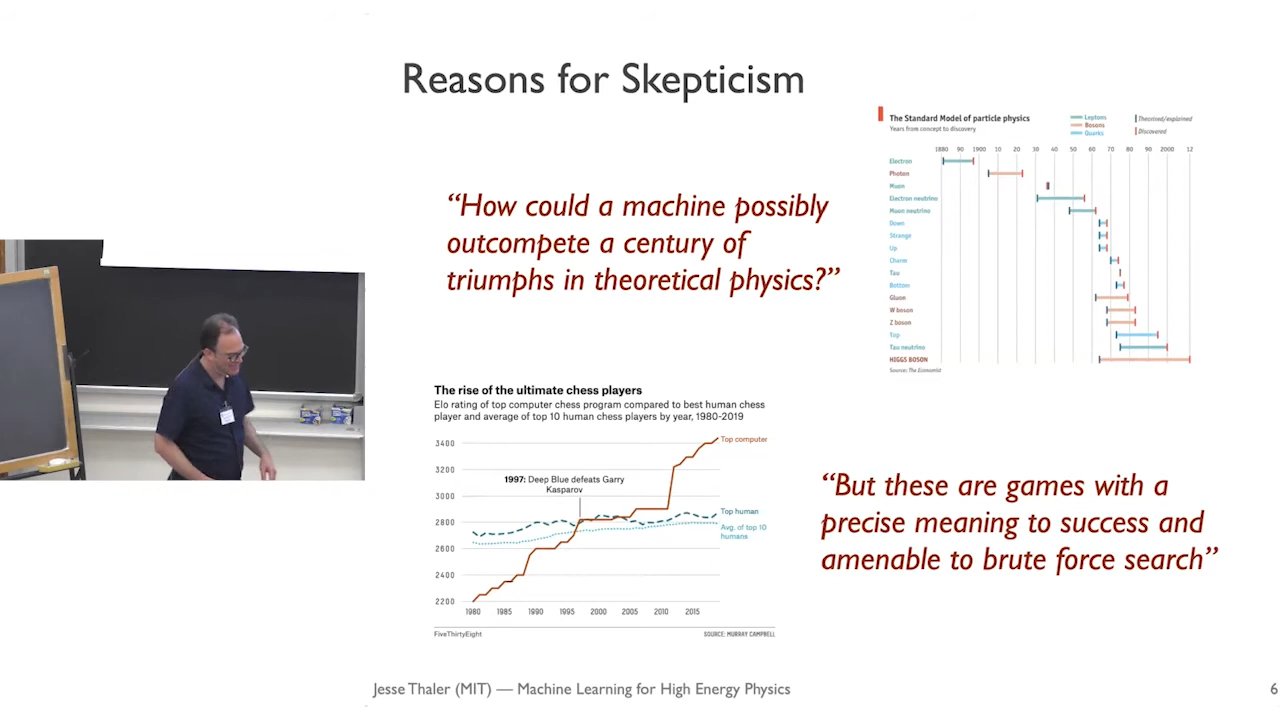 Reasons for Skepticism
The Standard Model of particle physics
Years from concept to discovery
Leptons
Bosons
Quarks
Theorised/explained
Discovered
1880 90 1900 10 20 30 40 50 60 70 80 90 2000 12
Electron
Photon
Muon
Electron neutrino
Muon neutrino
Down
Strange
Up
Charm
Tau
Bottom
Gluon
W boson
Z boson
Top
Tau neutrino
HIGGS BOSON
Source: The Economist
“How could a machine possibly
outcompete a century of
triumphs in theoretical physics?”
The rise of the ultimate chess players
Elo rating of top computer chess program compared to best human chess
player and average of top 10 human chess players by year, 1980-2019
3400
3200
3000
2800
2600
2400
2200
Top computer
1997: Deep Blue defeats Garry
Kasparov
Top human
Avg. of top 10
humans
1980 1985 1990 1995 2000 2005 2010 2015
FiveThirtyEight
SOURCE: MURRAY CAMPBELL
“But these are games with a
precise meaning to success and
amenable to brute force search”
Jesse Thaler (MIT) — Machine Learning for High Energy Physics
6